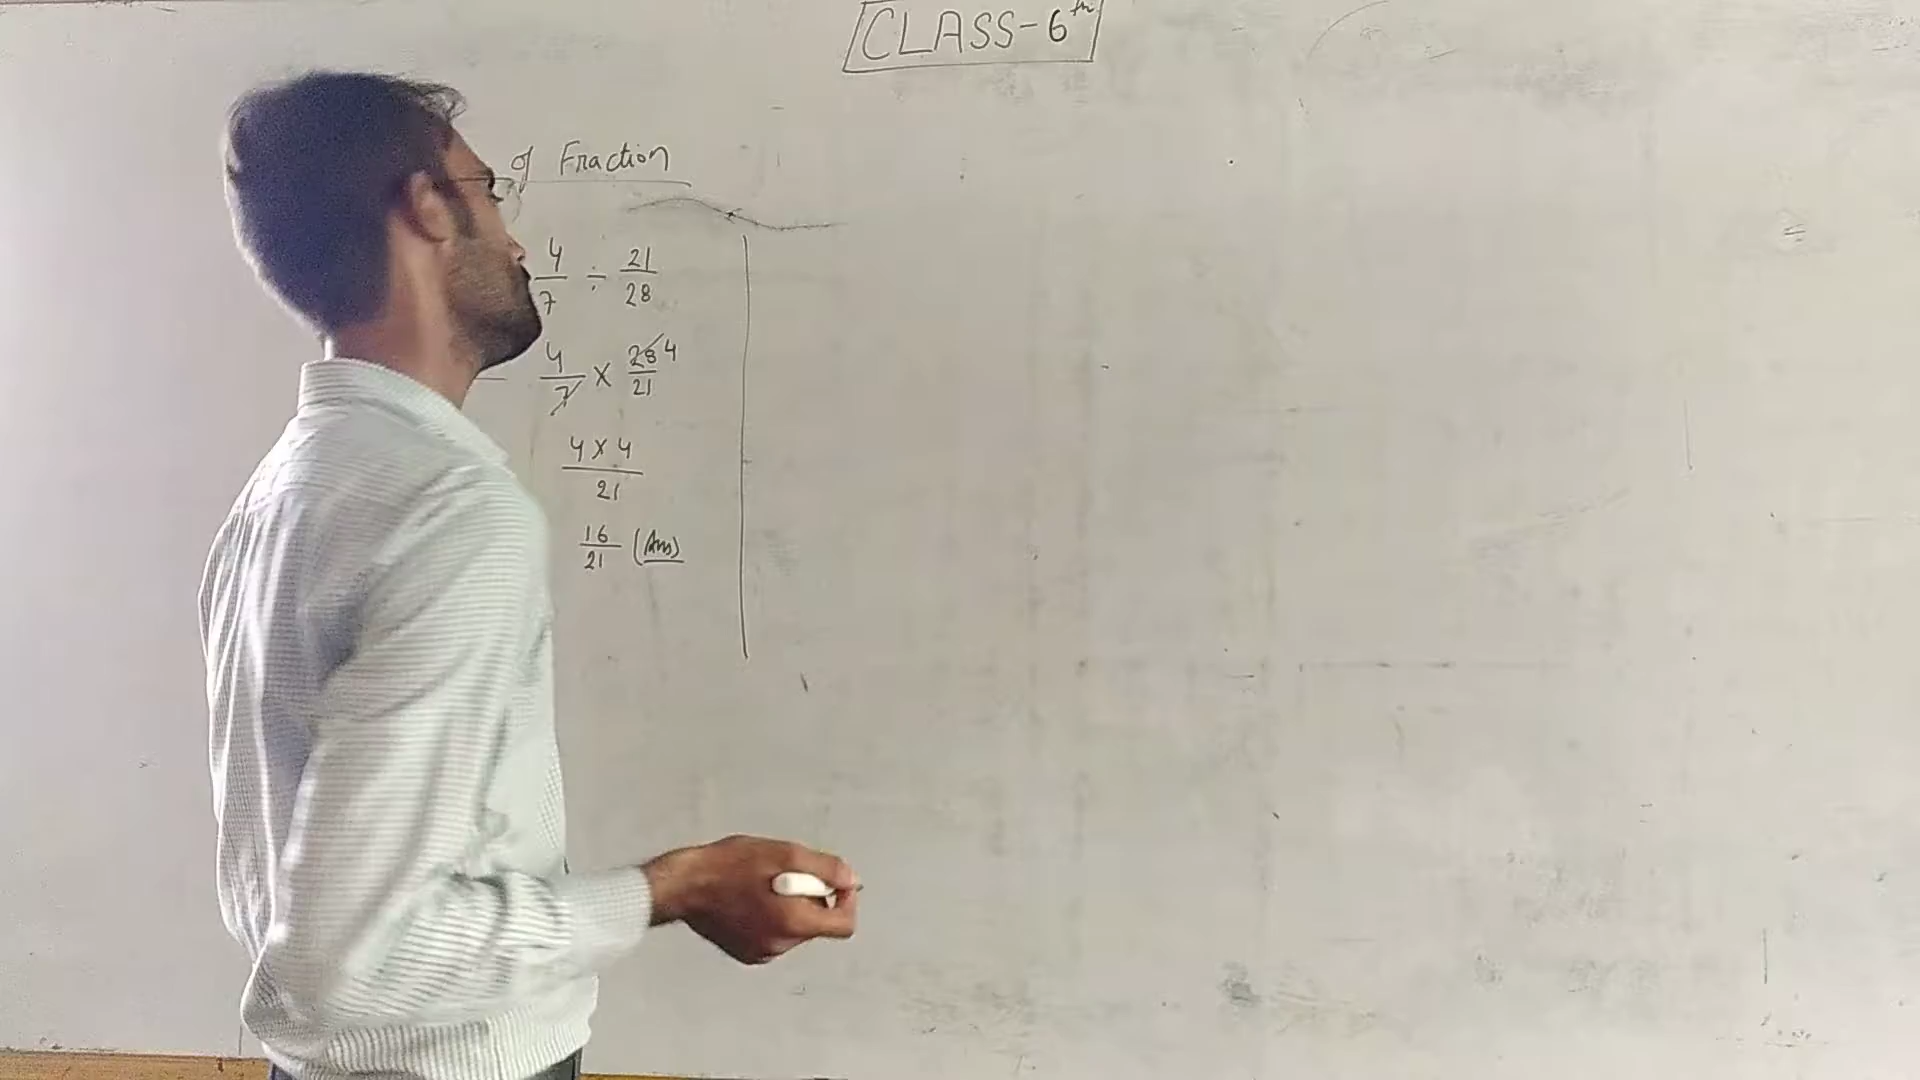 CLASS-6th
of Fraction
4/7 ÷ 21/28
4/7 × 28/21 4
4 × 4 / 21
16/21 (Ans)